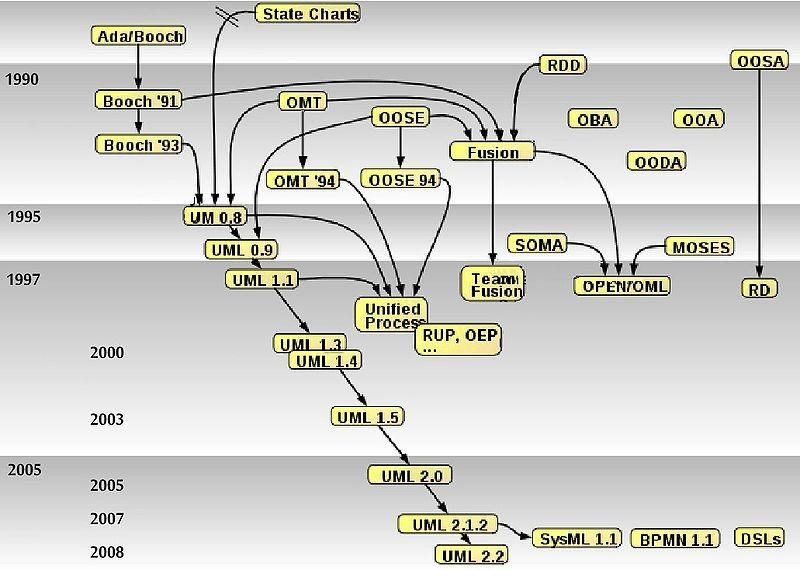 State Charts
Ada/Booch
OOSA
RDD
1990
Booch '91
OMT
OOSE
OBA
OOA
Booch '93
Fusion
OODA
OMT '94
OOSE 94
1995
UM 0.8
UML 0.9
SOMA
MOSES
1997
UML 1.1
Team
Fusion
OPEN/OML
RD
Unified
Process
RUP, OEP
...
UML 1.3
2000
UML 1.4
2003
UML 1.5
2005
UML 2.0
2005
2007
UML 2.1.2
SysML 1.1
BPMN 1.1
DSLs
2008
UML 2.2